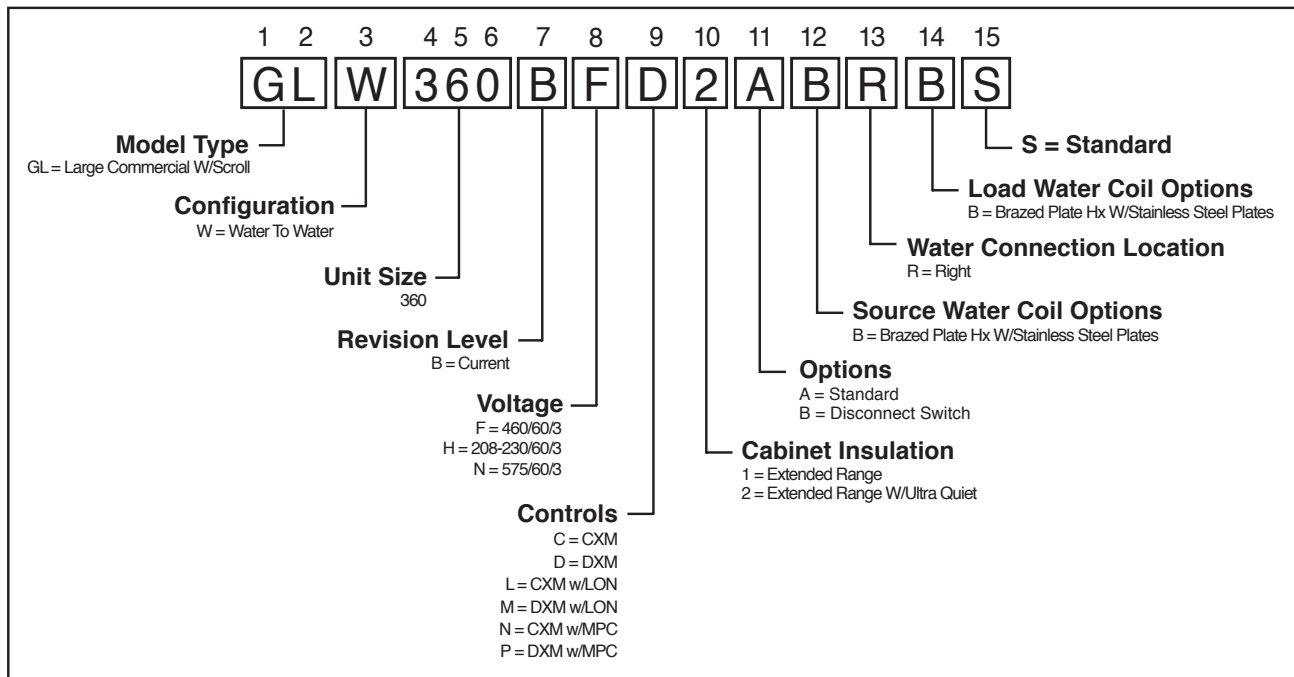 1 2 3 4 5 6 7 8 9 10 11 12 13 14 15
GL W 360 B F D 2 A B R B S
Model Type
GL = Large Commercial W/Scroll
Configuration
W = Water To Water
Unit Size
360
Revision Level
B = Current
Voltage
F = 460/60/3
H = 208-230/60/3
N = 575/60/3
Controls
C = CXM
D = DXM
L = CXM w/LON
M = DXM w/LON
N = CXM w/MPC
P = DXM w/MPC
S = Standard
Load Water Coil Options
B = Brazed Plate Hx W/Stainless Steel Plates
Water Connection Location
R = Right
Source Water Coil Options
B = Brazed Plate Hx W/Stainless Steel Plates
Options
A = Standard
B = Disconnect Switch
Cabinet Insulation
1 = Extended Range
2 = Extended Range W/Ultra Quiet